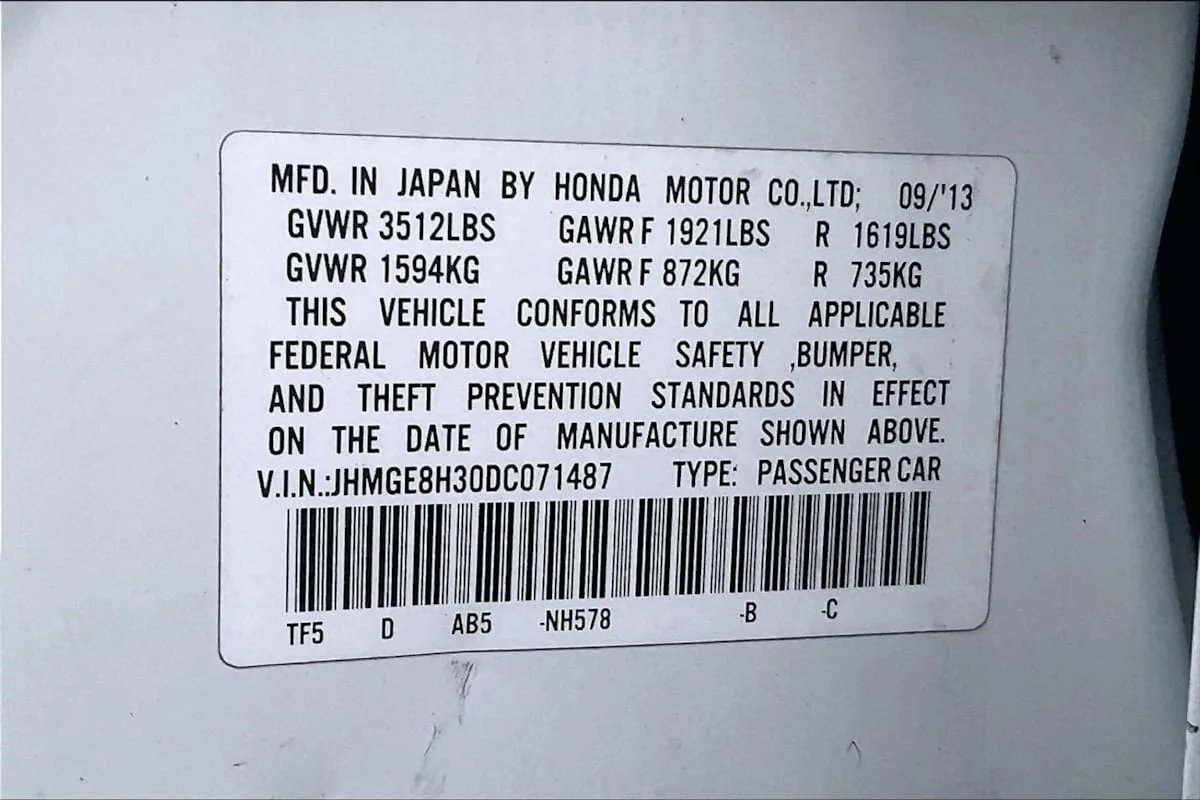 MFD. IN JAPAN BY HONDA MOTOR CO.,LTD; 09/'13
GVWR 3512LBS GAWR F 1921LBS R 1619LBS
GVWR 1594KG GAWR F 872KG R 735KG
THIS VEHICLE CONFORMS TO ALL APPLICABLE
FEDERAL MOTOR VEHICLE SAFETY ,BUMPER,
AND THEFT PREVENTION STANDARDS IN EFFECT
ON THE DATE OF MANUFACTURE SHOWN ABOVE.
V.I.N.:JHMGE8H30DC071487 TYPE: PASSENGER CAR
TF5 D AB5 -NH578 -B -C